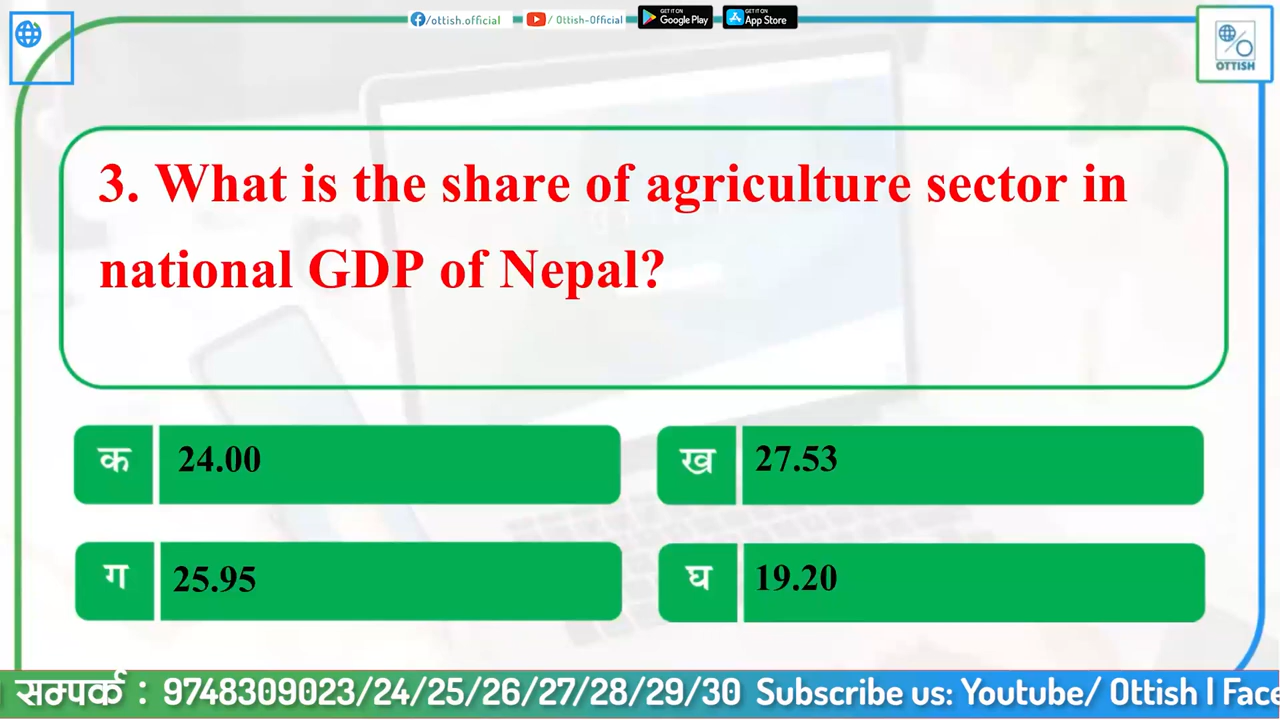 /ottish.official
/ Ottish-Official
GET IT ON
Google Play
GET IT ON
App Store
OTTISH
3. What is the share of agriculture sector in
national GDP of Nepal?
क 24.00
ख 27.53
ग 25.95
घ 19.20
सम्पर्क : 9748309023/24/25/26/27/28/29/30 Subscribe us: Youtube/ Ottish | Face